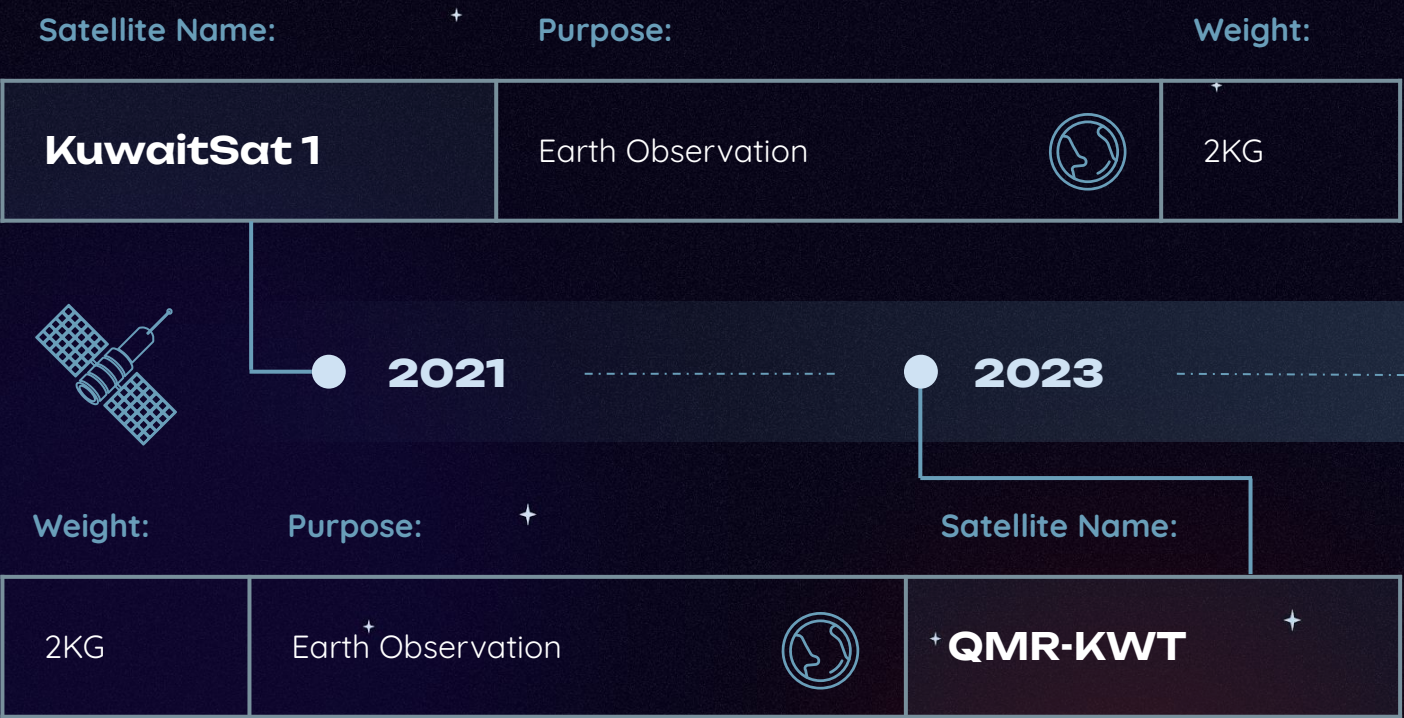 Satellite Name: Purpose: Weight:
KuwaitSat 1 Earth Observation 2KG
2021 2023
Weight: Purpose: Satellite Name:
2KG Earth Observation QMR-KWT